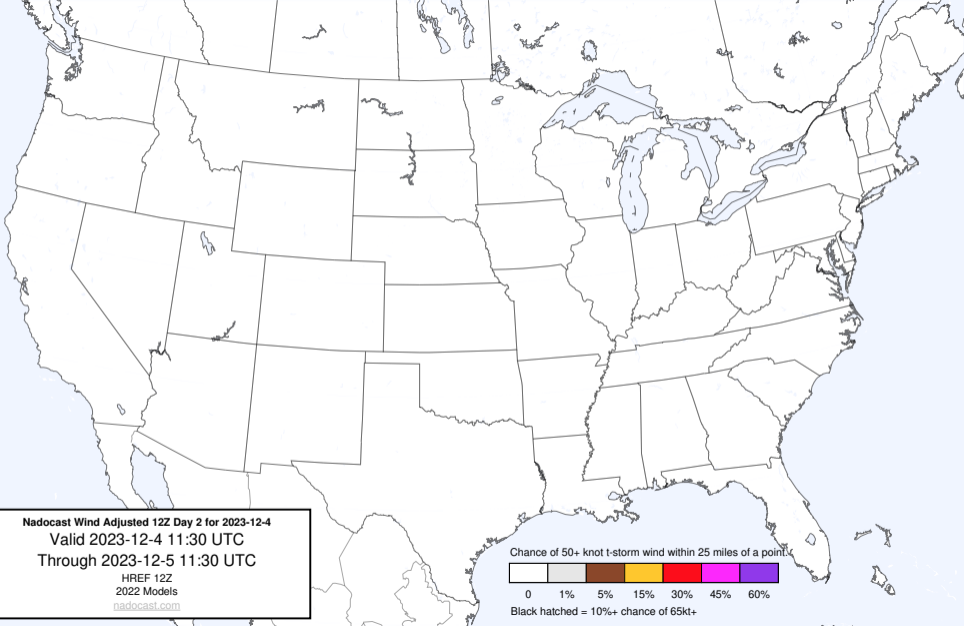 Nadocast Wind Adjusted 12Z Day 2 for 2023-12-4
Valid 2023-12-4 11:30 UTC
Through 2023-12-5 11:30 UTC
HREF 12Z
2022 Models
nadocast.com
Chance of 50+ knot t-storm wind within 25 miles of a point.
0 1% 5% 15% 30% 45% 60%
Black hatched = 10%+ chance of 65kt+